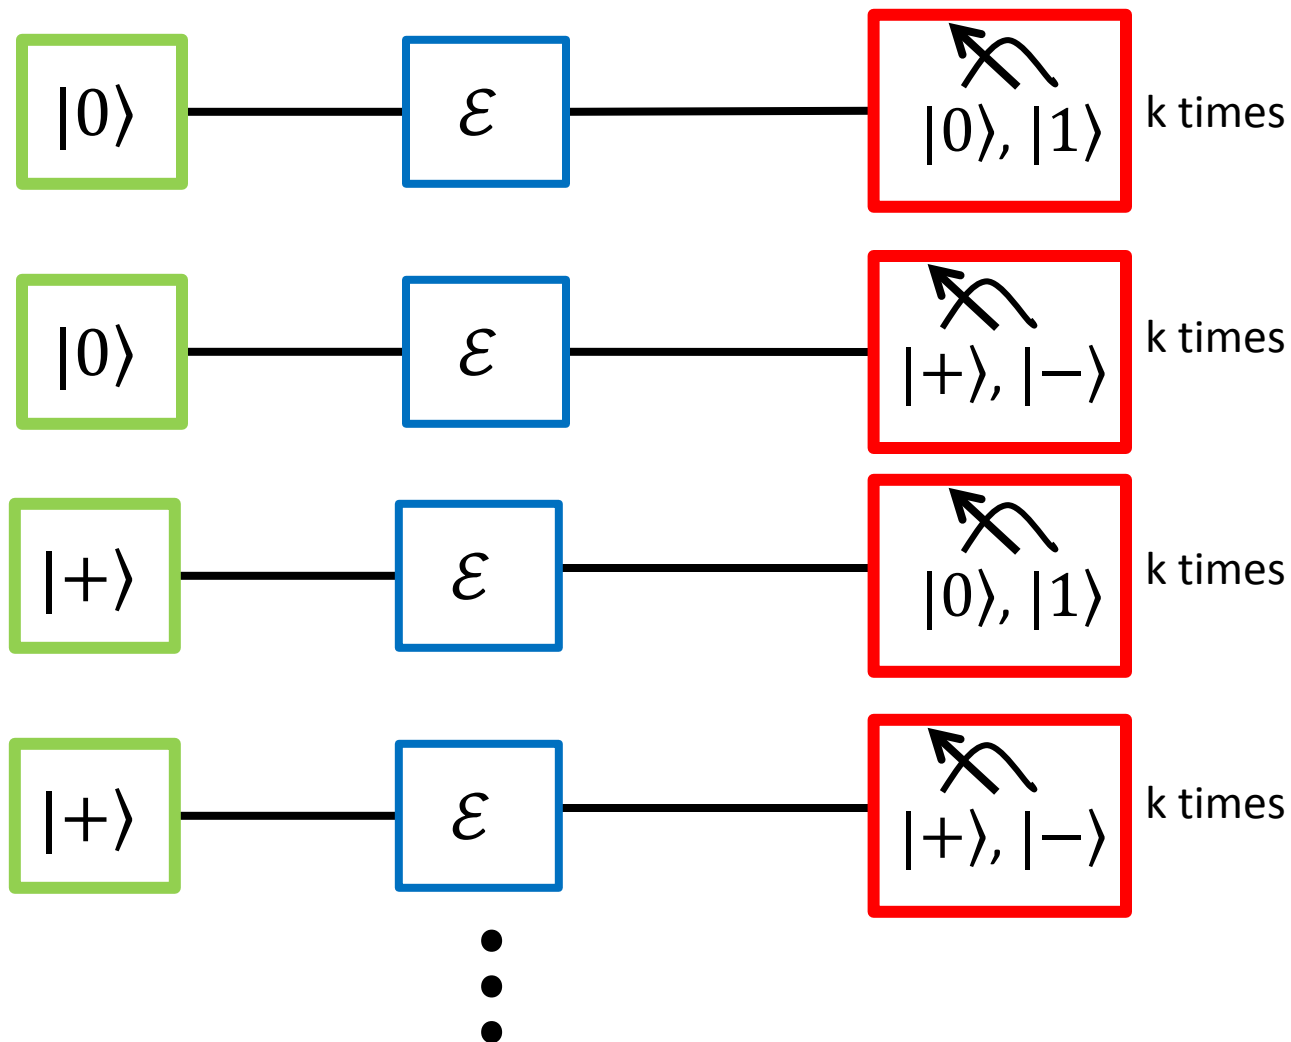 |0⟩ ℰ |0⟩, |1⟩ k times
|0⟩ ℰ |+⟩, |−⟩ k times
|+⟩ ℰ |0⟩, |1⟩ k times
|+⟩ ℰ |+⟩, |−⟩ k times